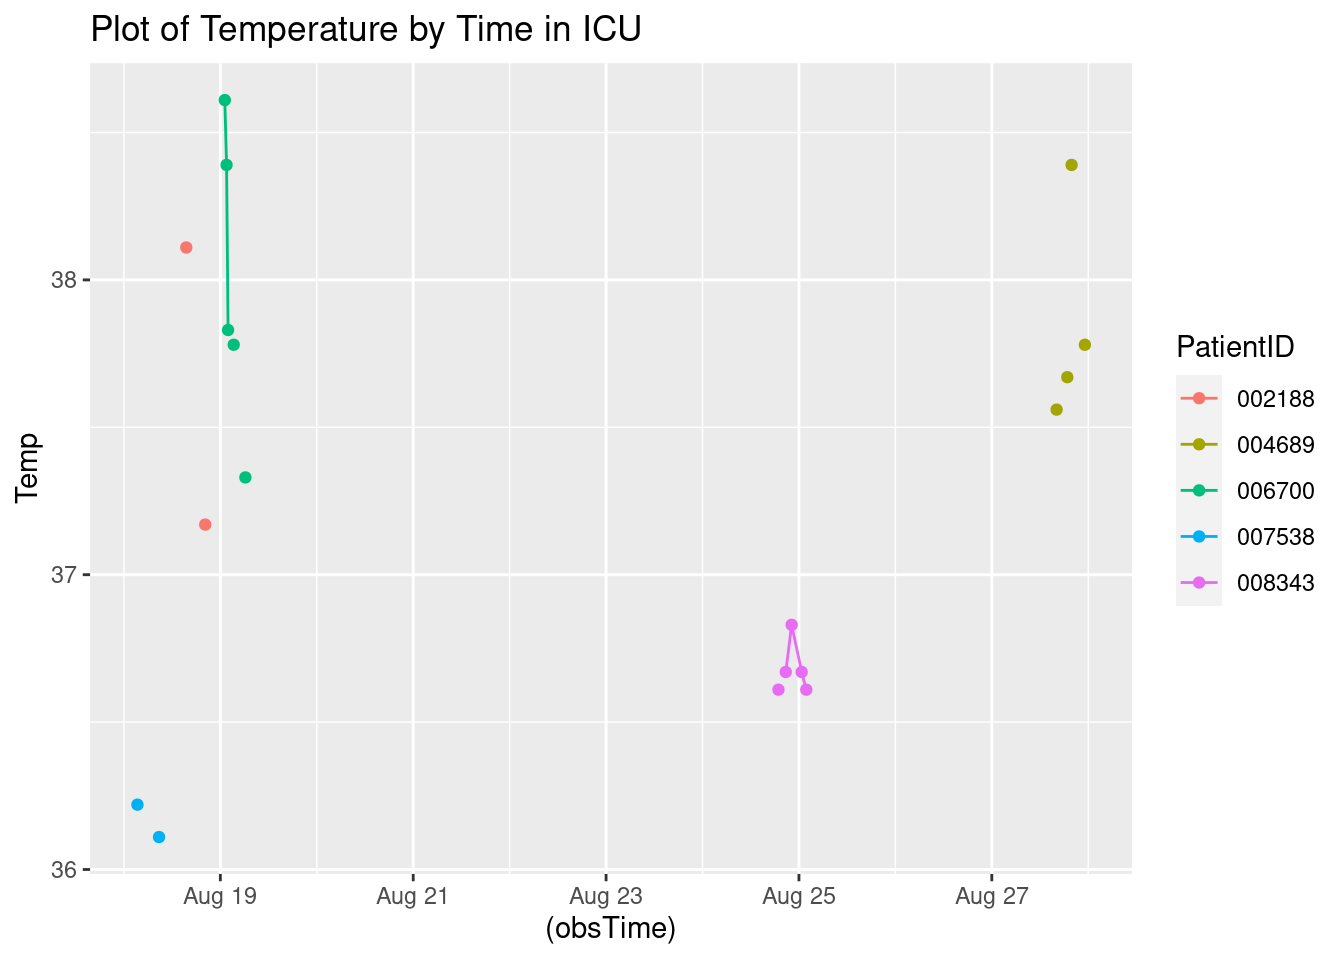 Plot of Temperature by Time in ICU
Temp
38
37
36
Aug 19 Aug 21 Aug 23 Aug 25 Aug 27
(obsTime)
PatientID
002188
004689
006700
007538
008343